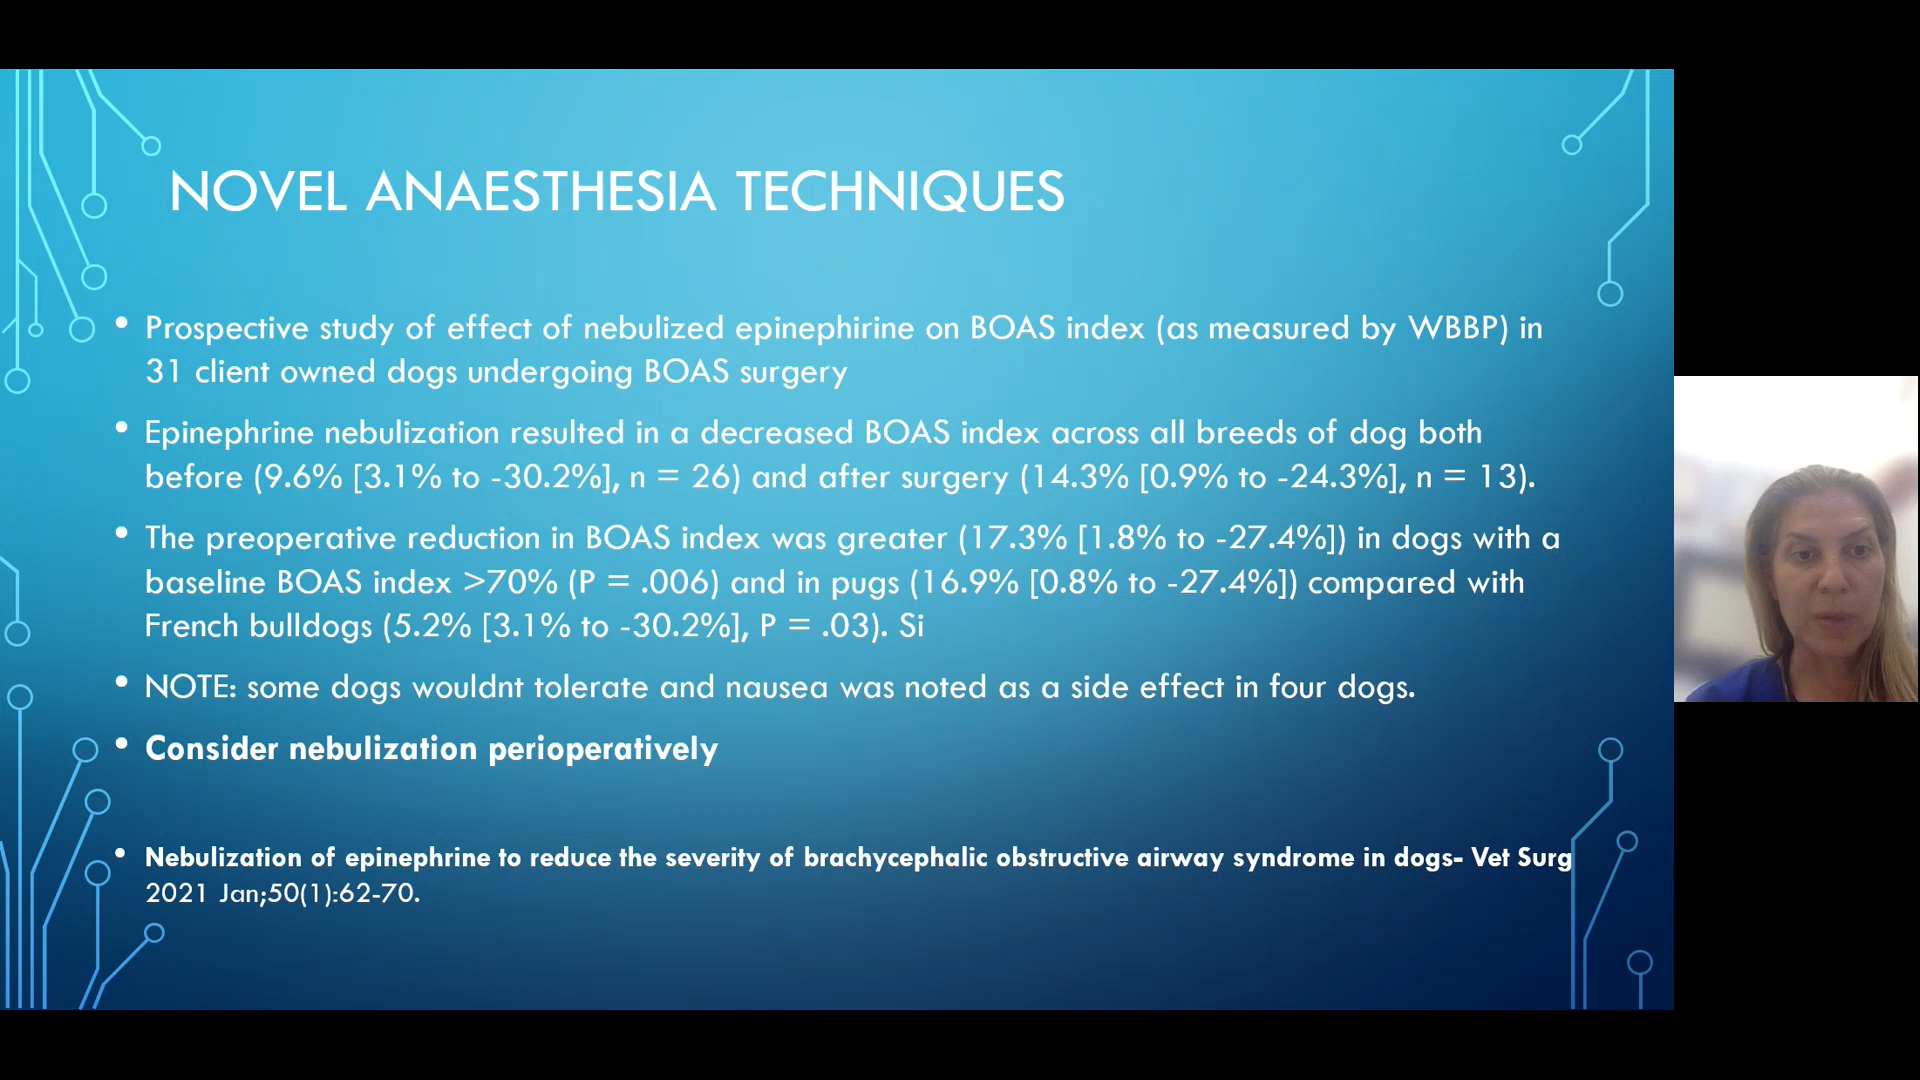 NOVEL ANAESTHESIA TECHNIQUES
• Prospective study of effect of nebulized epinephirine on BOAS index (as measured by WBBP) in
31 client owned dogs undergoing BOAS surgery
• Epinephrine nebulization resulted in a decreased BOAS index across all breeds of dog both
before (9.6% [3.1% to -30.2%], n = 26) and after surgery (14.3% [0.9% to -24.3%], n = 13).
• The preoperative reduction in BOAS index was greater (17.3% [1.8% to -27.4%]) in dogs with a
baseline BOAS index >70% (P = .006) and in pugs (16.9% [0.8% to -27.4%]) compared with
French bulldogs (5.2% [3.1% to -30.2%], P = .03). Si
• NOTE: some dogs wouldnt tolerate and nausea was noted as a side effect in four dogs.
• Consider nebulization perioperatively
• Nebulization of epinephrine to reduce the severity of brachycephalic obstructive airway syndrome in dogs- Vet Surg
2021 Jan;50(1):62-70.